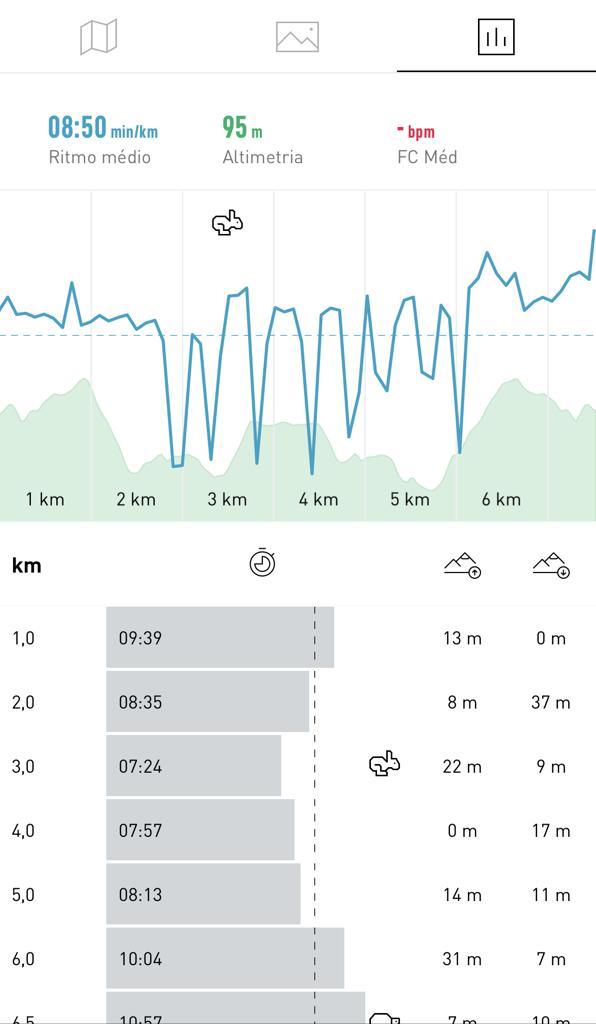 08:50 min/km 95 m - bpm
Ritmo médio Altimetria FC Méd
1 km 2 km 3 km 4 km 5 km 6 km
km
1,0 09:39 13 m 0 m
2,0 08:35 8 m 37 m
3,0 07:24 22 m 9 m
4,0 07:57 0 m 17 m
5,0 08:13 14 m 11 m
6,0 10:04 31 m 7 m
6,5 10:57 7 m 10 m